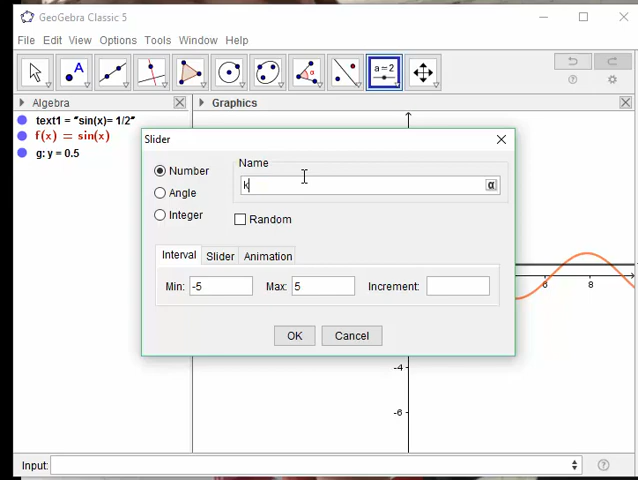 GeoGebra Classic 5
File Edit View Options Tools Window Help
A α a=2
Algebra Graphics
text1 = "sin(x)= 1/2"
f(x) = sin(x)
g: y = 0.5
Slider
Number
Angle
Integer
Name
k α
Random
Interval Slider Animation
Min: -5 Max: 5 Increment:
OK Cancel
6 8
-4
-6
Input: